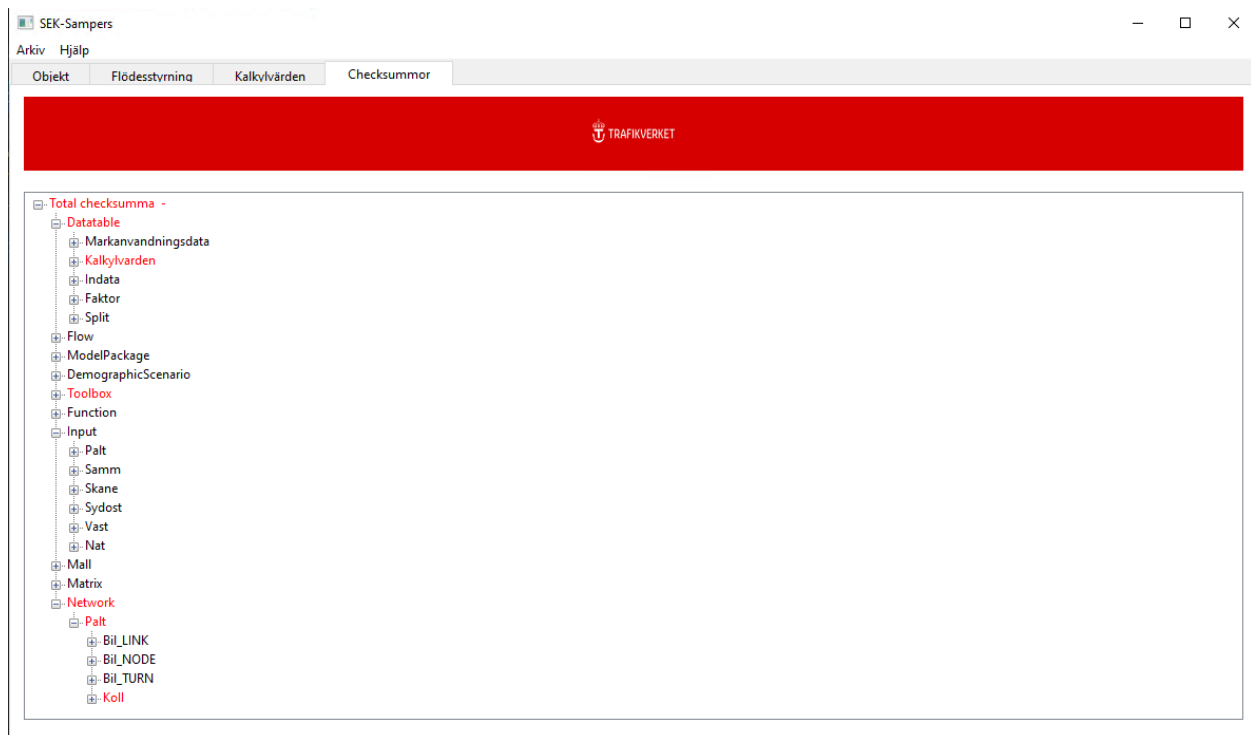 SEK-Sampers
Arkiv Hjälp
Objekt Flödesstyrning Kalkylvärden Checksummor
TRAFIKVERKET
Total checksumma -
Datatable
Markanvandningsdata
Kalkylvarden
Indata
Faktor
Split
Flow
ModelPackage
DemographicScenario
Toolbox
Function
Input
Palt
Samm
Skane
Sydost
Vast
Nat
Mall
Matrix
Network
Palt
Bil_LINK
Bil_NODE
Bil_TURN
Koll